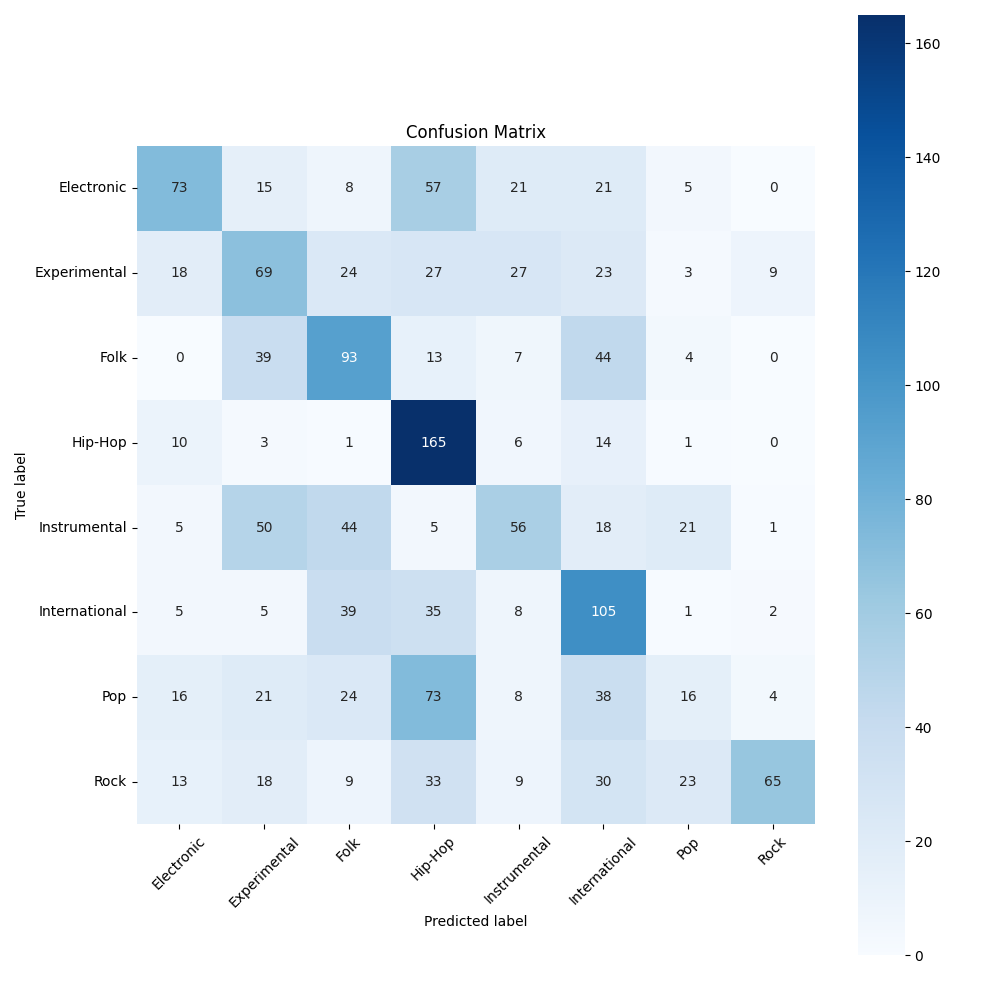 Confusion Matrix
Electronic 73 15 8 57 21 21 5 0
Experimental 18 69 24 27 27 23 3 9
Folk 0 39 93 13 7 44 4 0
Hip-Hop 10 3 1 165 6 14 1 0
Instrumental 5 50 44 5 56 18 21 1
International 5 5 39 35 8 105 1 2
Pop 16 21 24 73 8 38 16 4
Rock 13 18 9 33 9 30 23 65
Electronic Experimental Folk Hip-Hop Instrumental International Pop Rock
Predicted label
True label
160
140
120
100
80
60
40
20
0